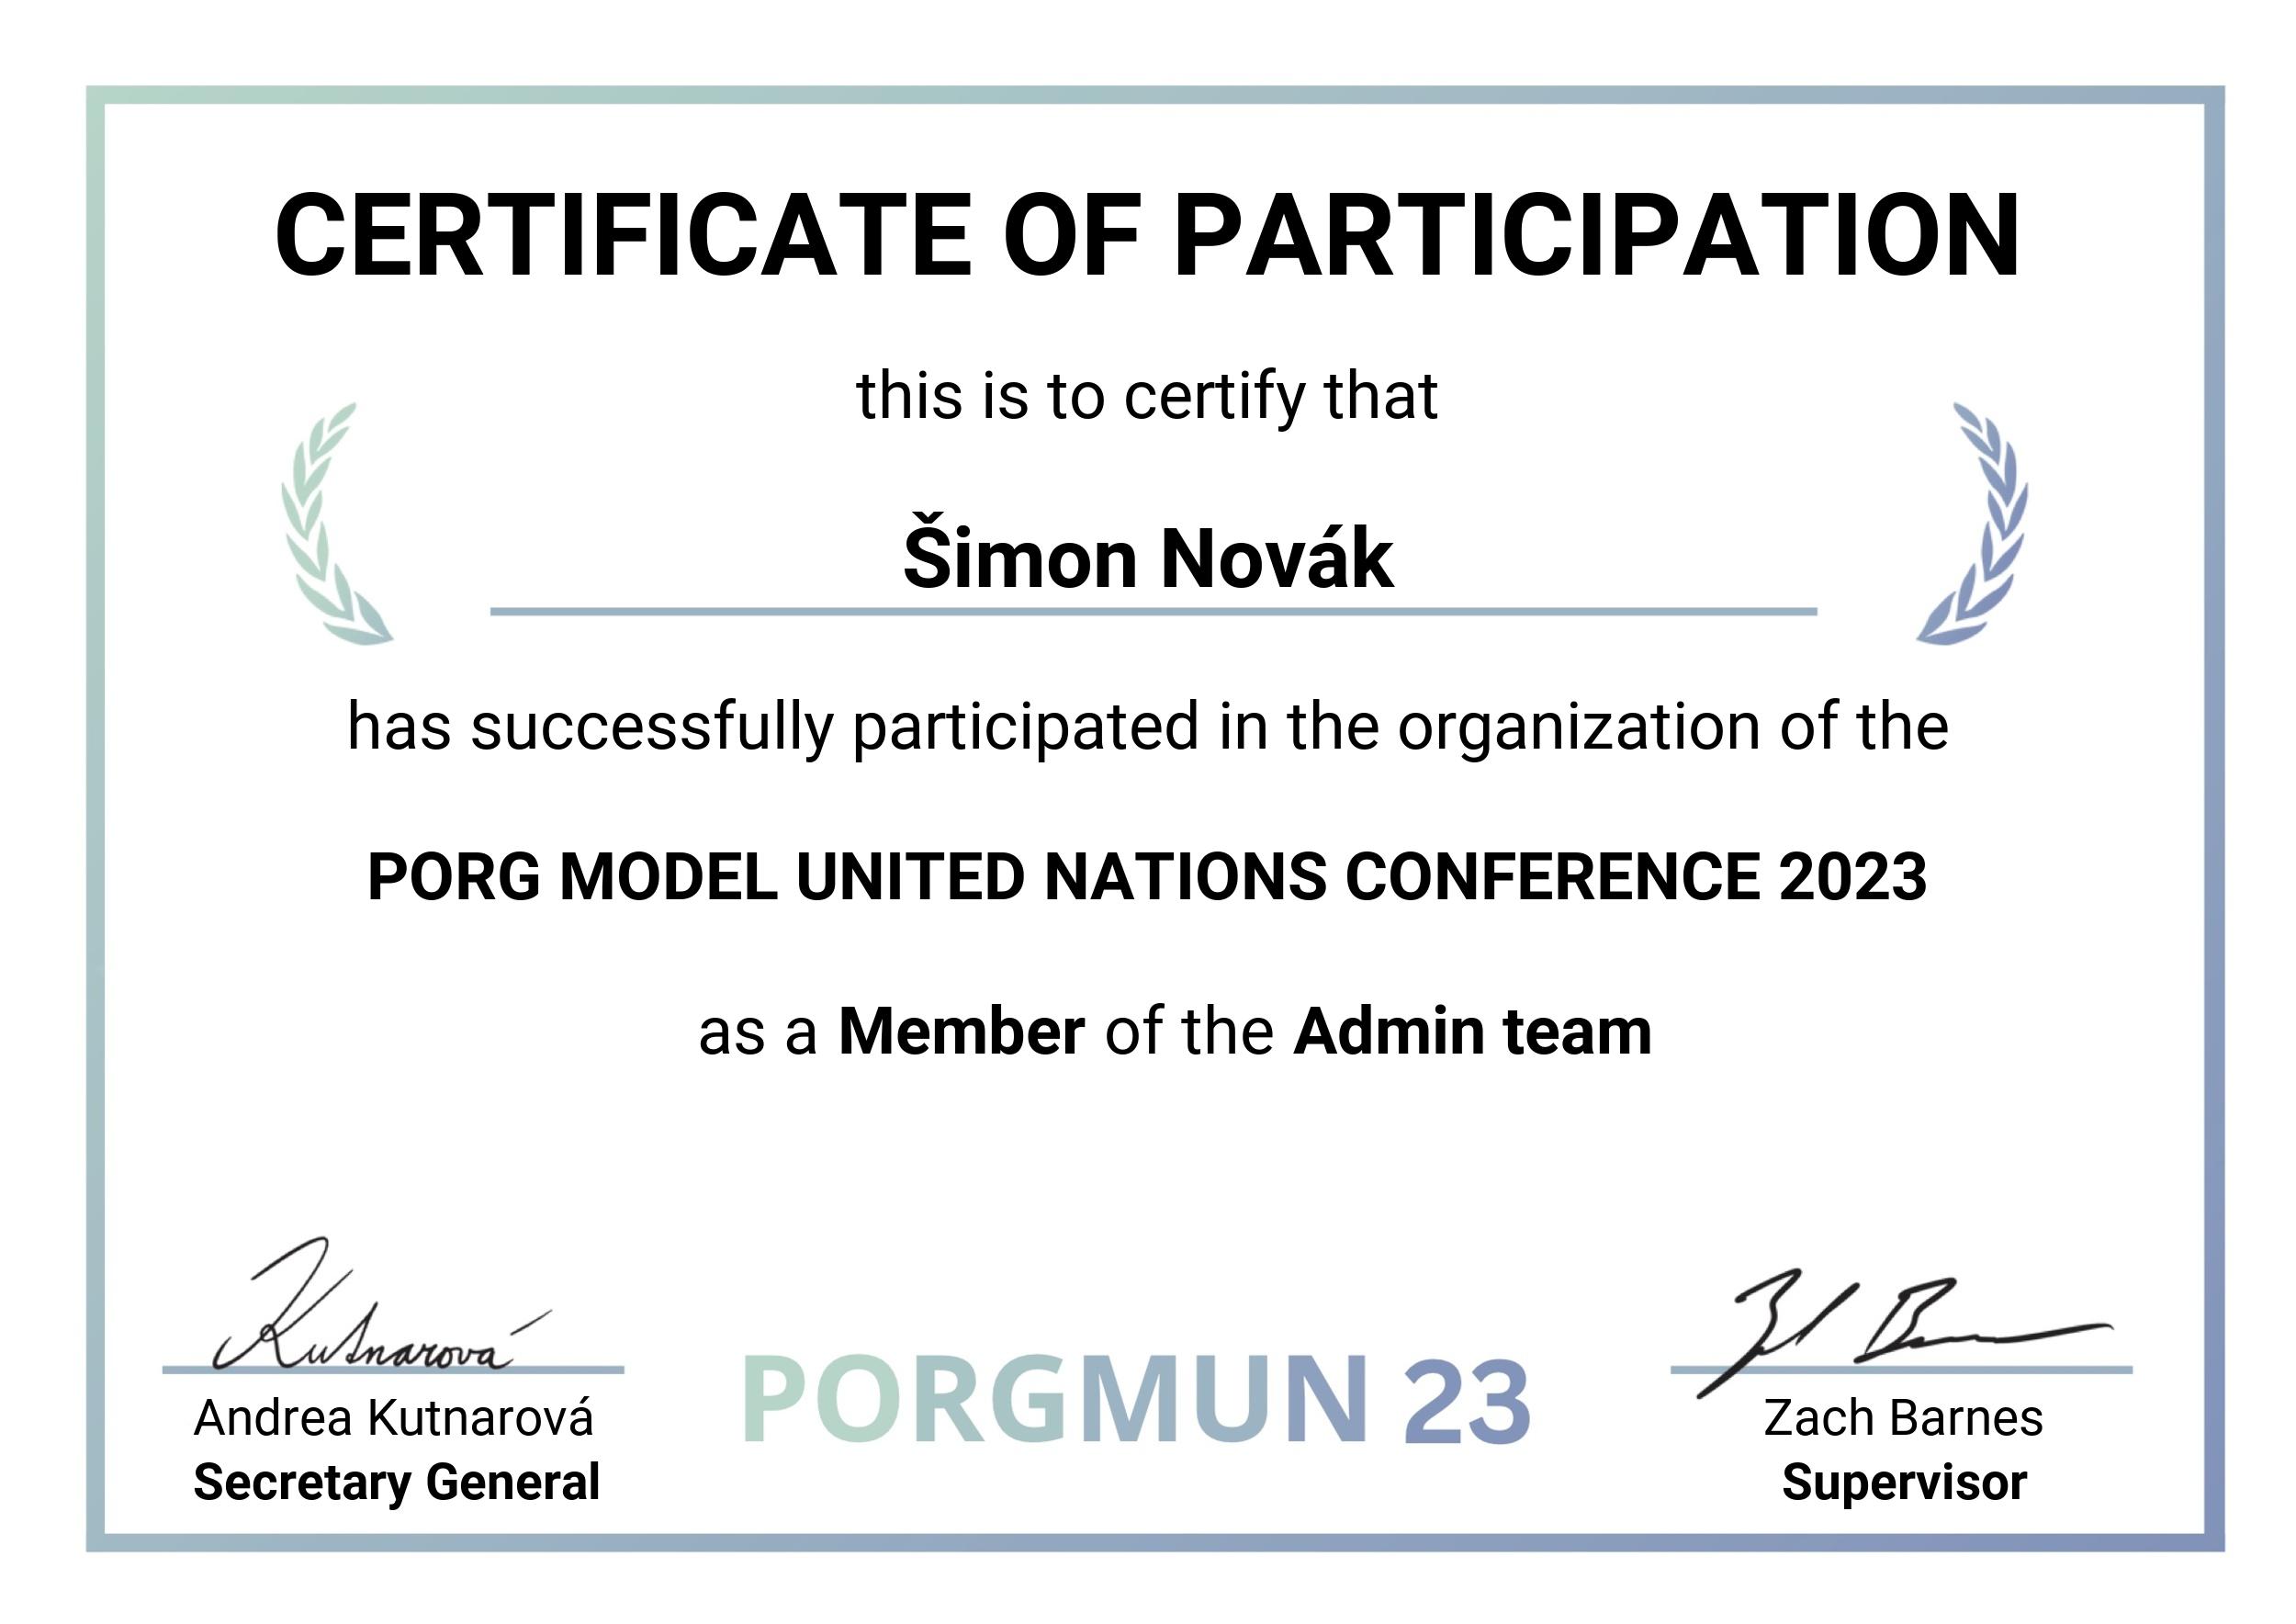 CERTIFICATE OF PARTICIPATION
this is to certify that
Šimon Novák
has successfully participated in the organization of the
PORG MODEL UNITED NATIONS CONFERENCE 2023
as a Member of the Admin team
Kutnarová
Andrea Kutnarová
Secretary General
PORGMUN 23
Zach Barnes
Supervisor